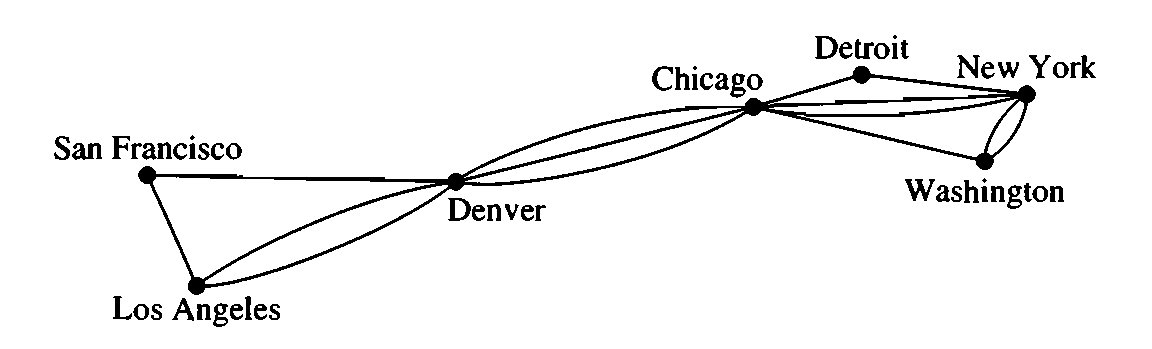 Detroit
New York
Chicago
San Francisco
Washington
Denver
Los Angeles